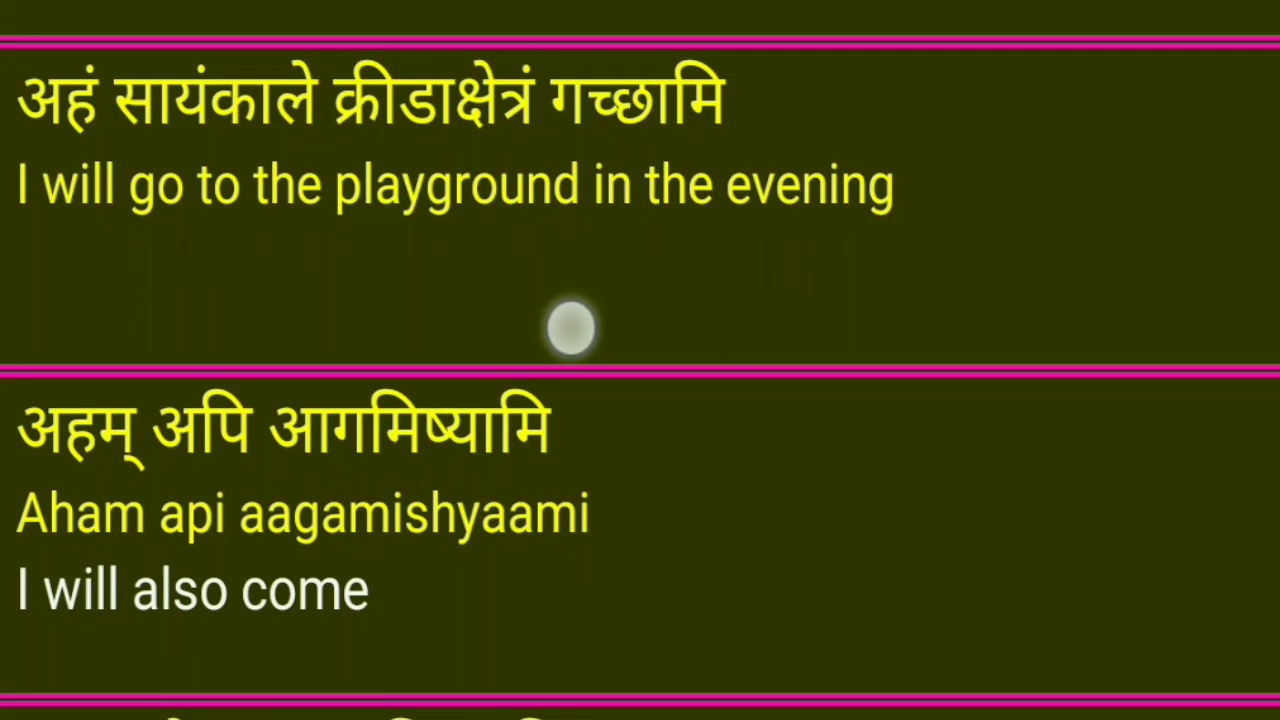 अहं सायंकाले क्रीडाक्षेत्रं गच्छामि
I will go to the playground in the evening
अहम् अपि आगमिष्यामि
Aham api aagamishyaami
I will also come